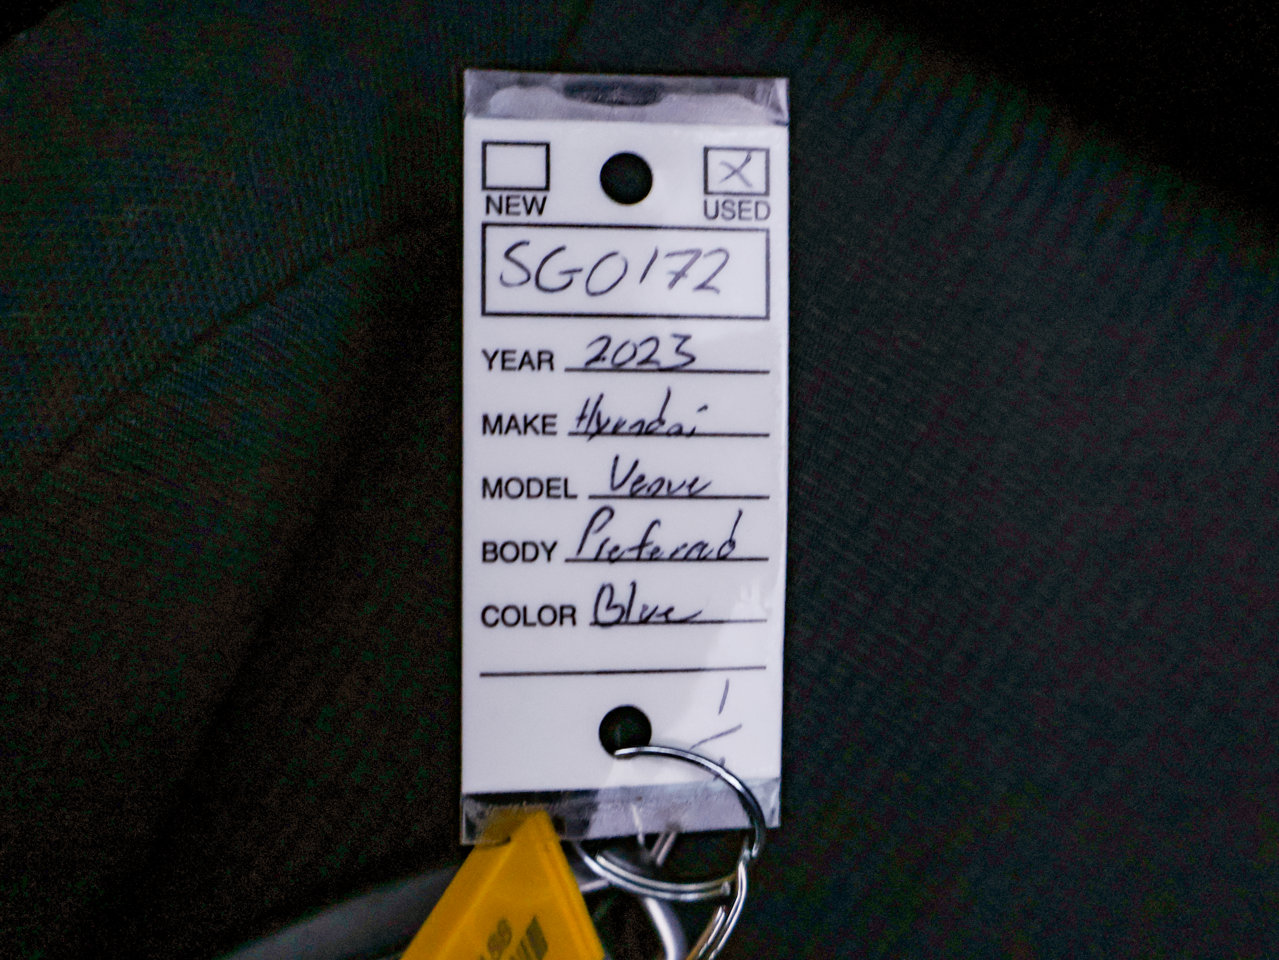 NEW USED
SG0172
YEAR 2023
MAKE Hyundai
MODEL Venue
BODY Preferred
COLOR Blue